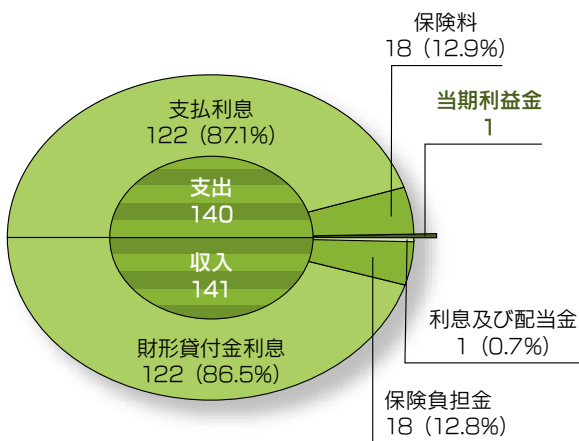 保険料
18（12.9%）
当期利益金
1
支払利息
122（87.1%）
支出
140
収入
141
利息及び配当金
1（0.7%）
財形貸付金利息
122（86.5%）
保険負担金
18（12.8%）